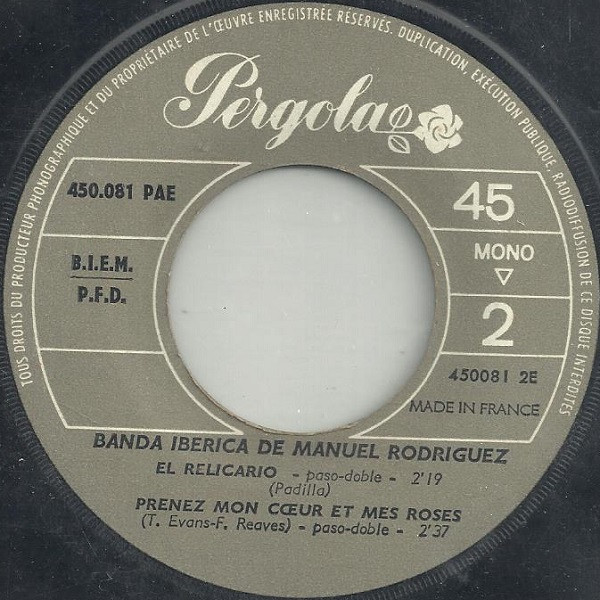 TOUS DROITS DU PRODUCTEUR PHONOGRAPHIQUE ET DU PROPRIÉTAIRE DE L'ŒUVRE ENREGISTRÉE RÉSERVÉS. DUPLICATION, EXÉCUTION PUBLIQUE, RADIODIFFUSION DE CE DISQUE INTERDITES
Pergola
450.081 PAE
B.I.E.M.
P.F.D.
45
MONO
2
450081 2E
MADE IN FRANCE
BANDA IBERICA DE MANUEL RODRIGUEZ
EL RELICARIO - paso-doble - 2'19
(Padilla)
PRENEZ MON CŒUR ET MES ROSES
(T. Evans-F. Reaves) - paso-doble - 2'37